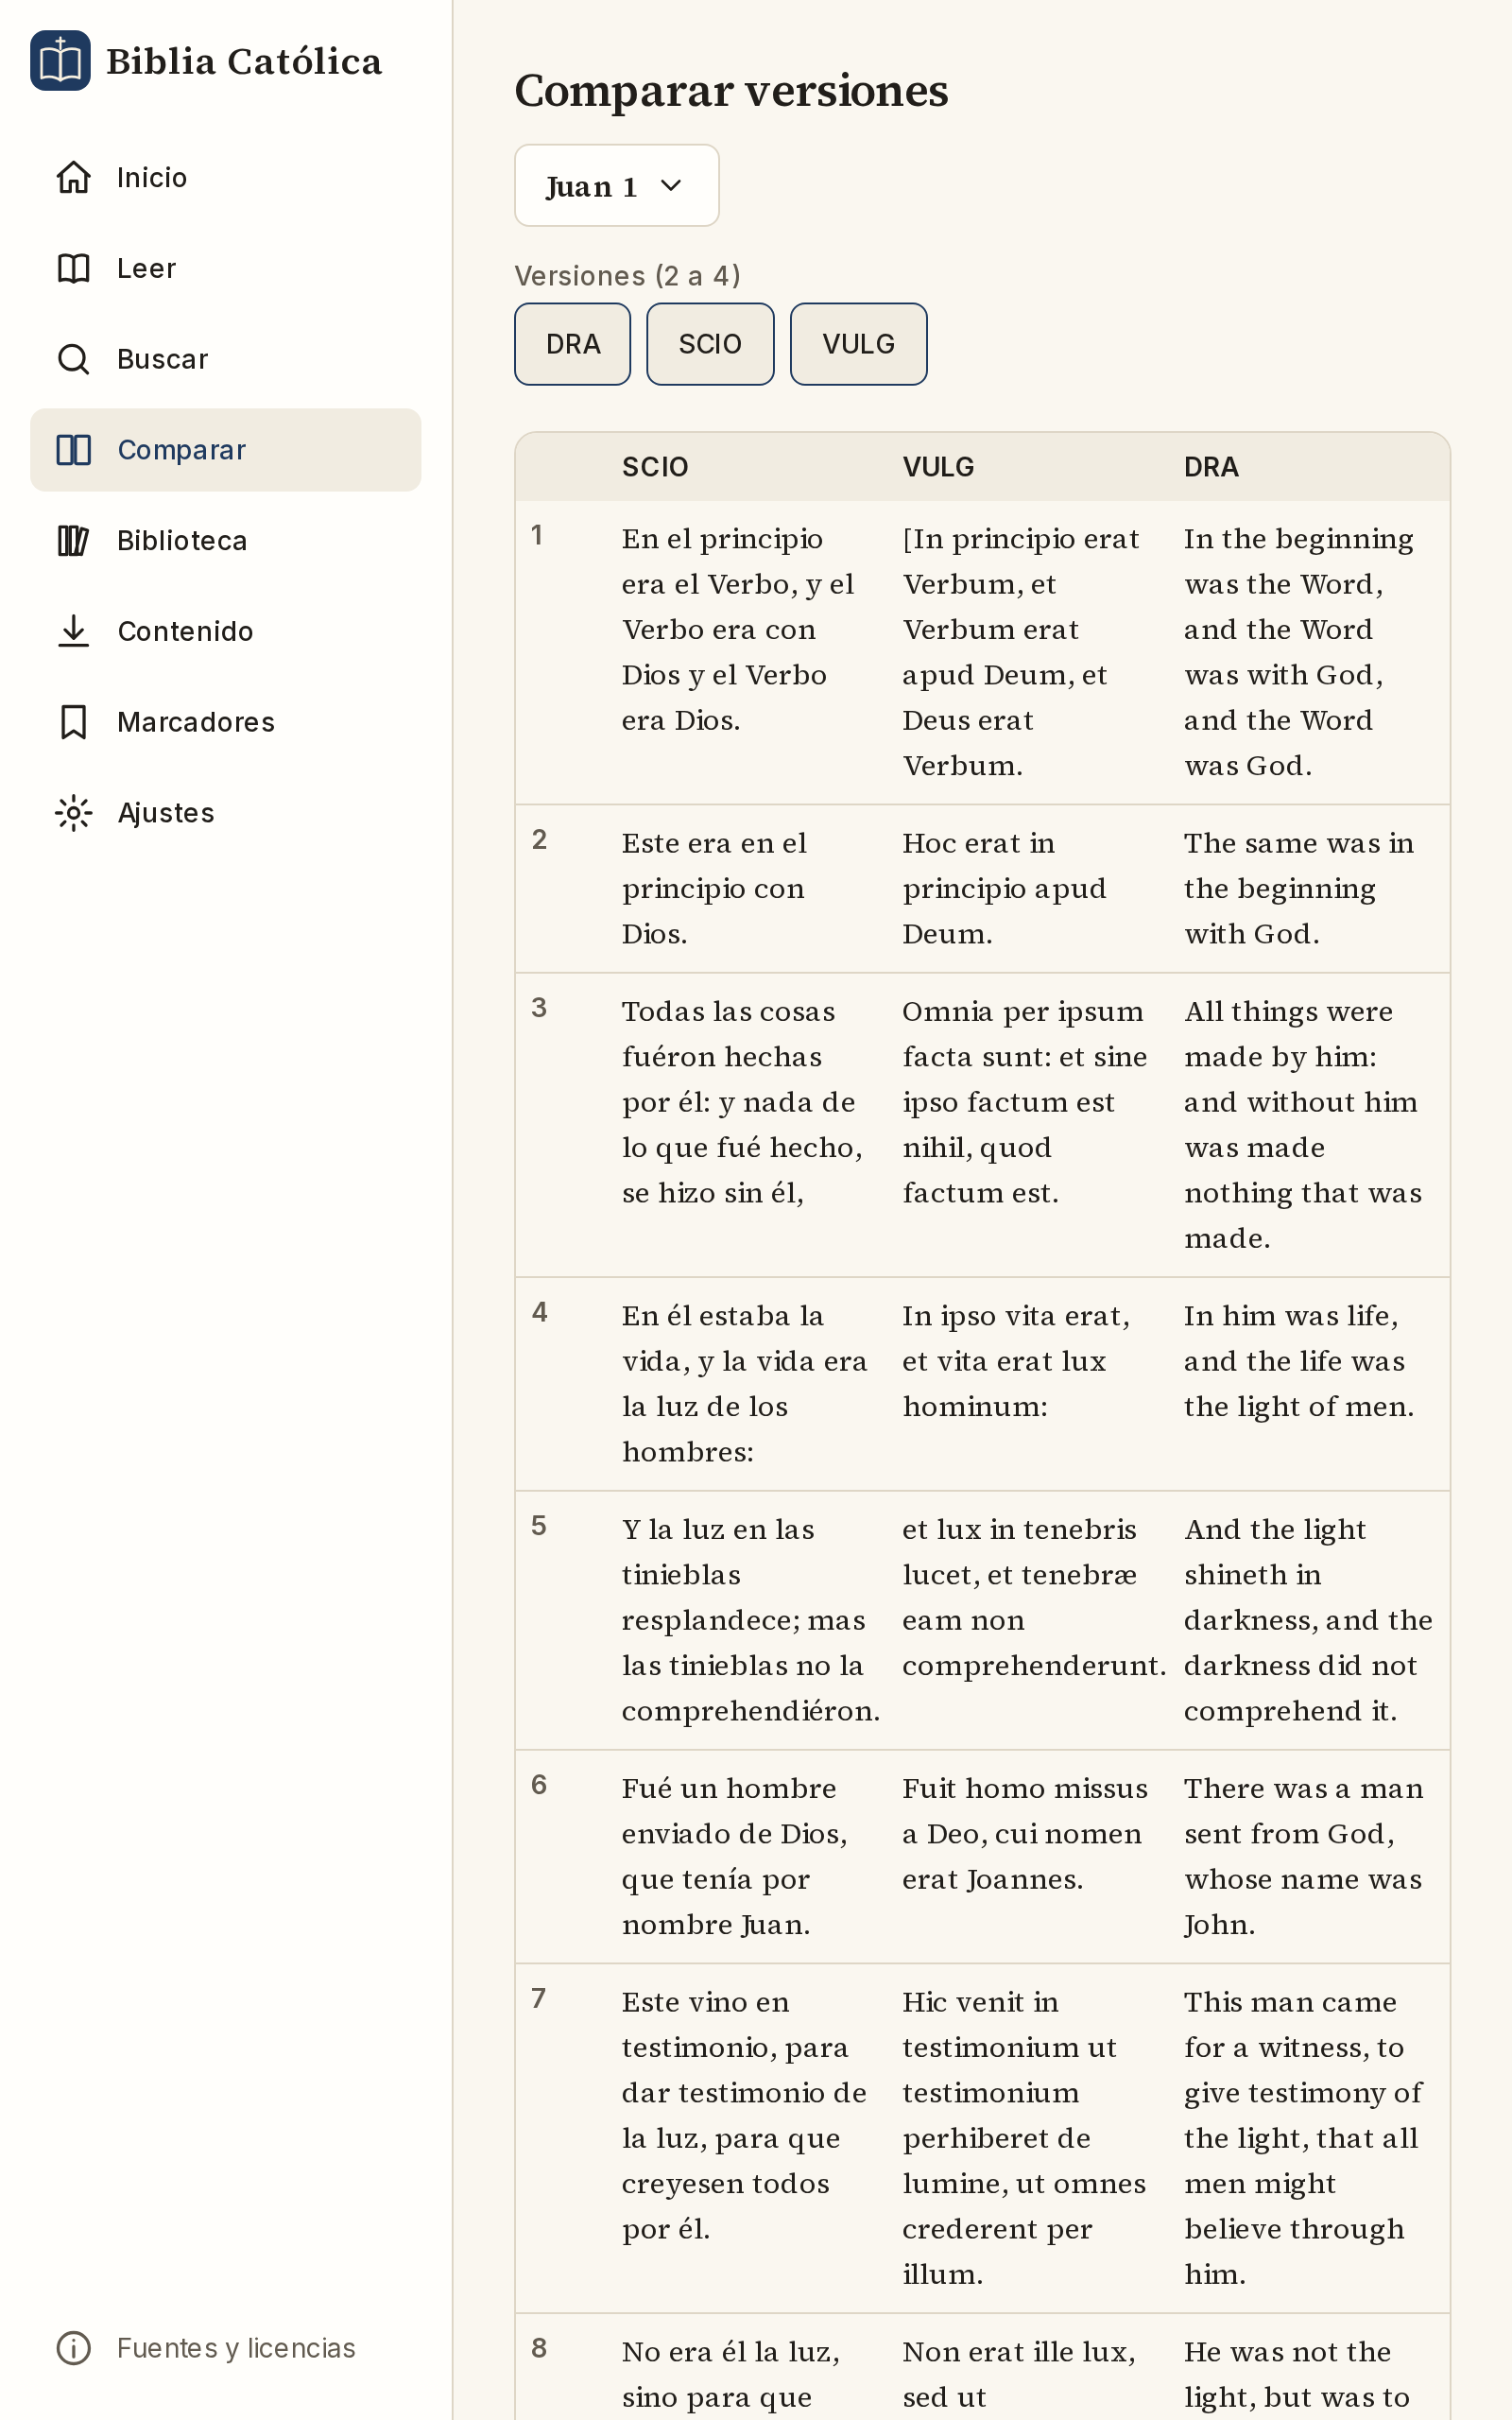 Biblia Católica
Inicio
Leer
Buscar
Comparar
Biblioteca
Contenido
Marcadores
Ajustes
Fuentes y licencias
Comparar versiones
Juan 1
Versiones (2 a 4)
DRA SCIO VULG
SCIO VULG DRA
1
En el principio
era el Verbo, y el
Verbo era con
Dios y el Verbo
era Dios.
[In principio erat
Verbum, et
Verbum erat
apud Deum, et
Deus erat
Verbum.
In the beginning
was the Word,
and the Word
was with God,
and the Word
was God.
2
Este era en el
principio con
Dios.
Hoc erat in
principio apud
Deum.
The same was in
the beginning
with God.
3
Todas las cosas
fuéron hechas
por él: y nada de
lo que fué hecho,
se hizo sin él,
Omnia per ipsum
facta sunt: et sine
ipso factum est
nihil, quod
factum est.
All things were
made by him:
and without him
was made
nothing that was
made.
4
En él estaba la
vida, y la vida era
la luz de los
hombres:
In ipso vita erat,
et vita erat lux
hominum:
In him was life,
and the life was
the light of men.
5
Y la luz en las
tinieblas
resplandece; mas
las tinieblas no la
comprehendiéron.
et lux in tenebris
lucet, et tenebræ
eam non
comprehenderunt.
And the light
shineth in
darkness, and the
darkness did not
comprehend it.
6
Fué un hombre
enviado de Dios,
que tenía por
nombre Juan.
Fuit homo missus
a Deo, cui nomen
erat Joannes.
There was a man
sent from God,
whose name was
John.
7
Este vino en
testimonio, para
dar testimonio de
la luz, para que
creyesen todos
por él.
Hic venit in
testimonium ut
testimonium
perhiberet de
lumine, ut omnes
crederent per
illum.
This man came
for a witness, to
give testimony of
the light, that all
men might
believe through
him.
8
No era él la luz,
sino para que
Non erat ille lux,
sed ut
He was not the
light, but was to